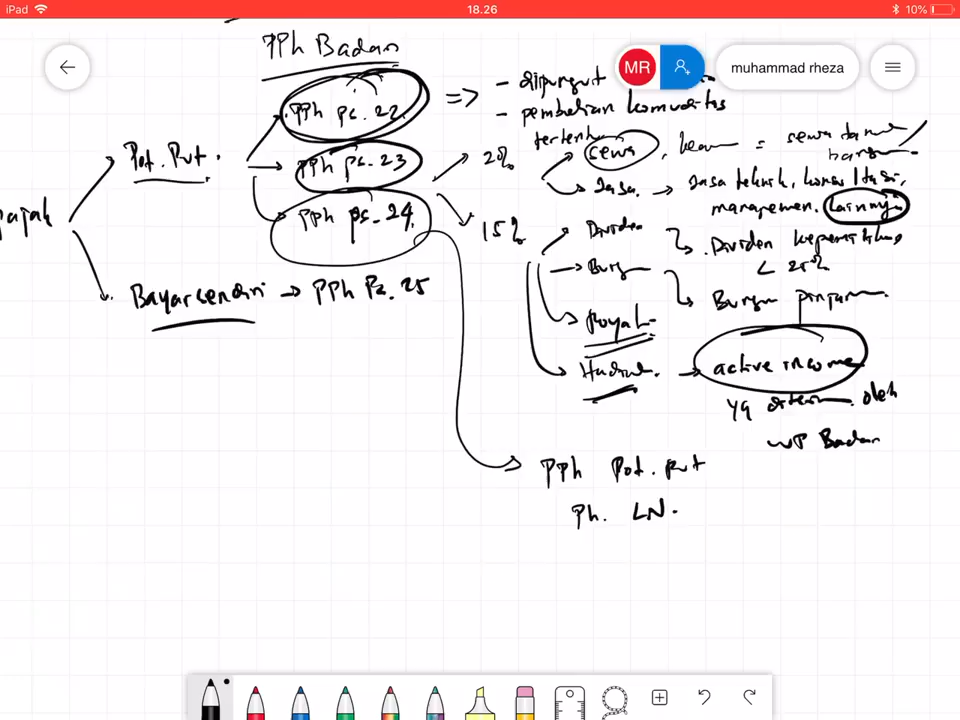 iPad
18.26
10%
PPh Badan
MR
muhammad rheza
PPh ps. 22
=> - dipungut
- pembelian komoditas
tertentu
Pot. Put.
PPh ps. 23
2%
sewa
= sewa tanah
Jasa → Jasa teknik, konsultasi,
manajemen. Lainnya
pajak
PPh ps. 24
15%
Dividen
Dividen kepemilikan
< 25%
Bunga
Bunga pinjaman
Bayar sendiri → PPh Ps. 25
Royalti
Hadiah → active income
yg diterima oleh
WP Badan
PPh Pot. Put
Ph. LN.